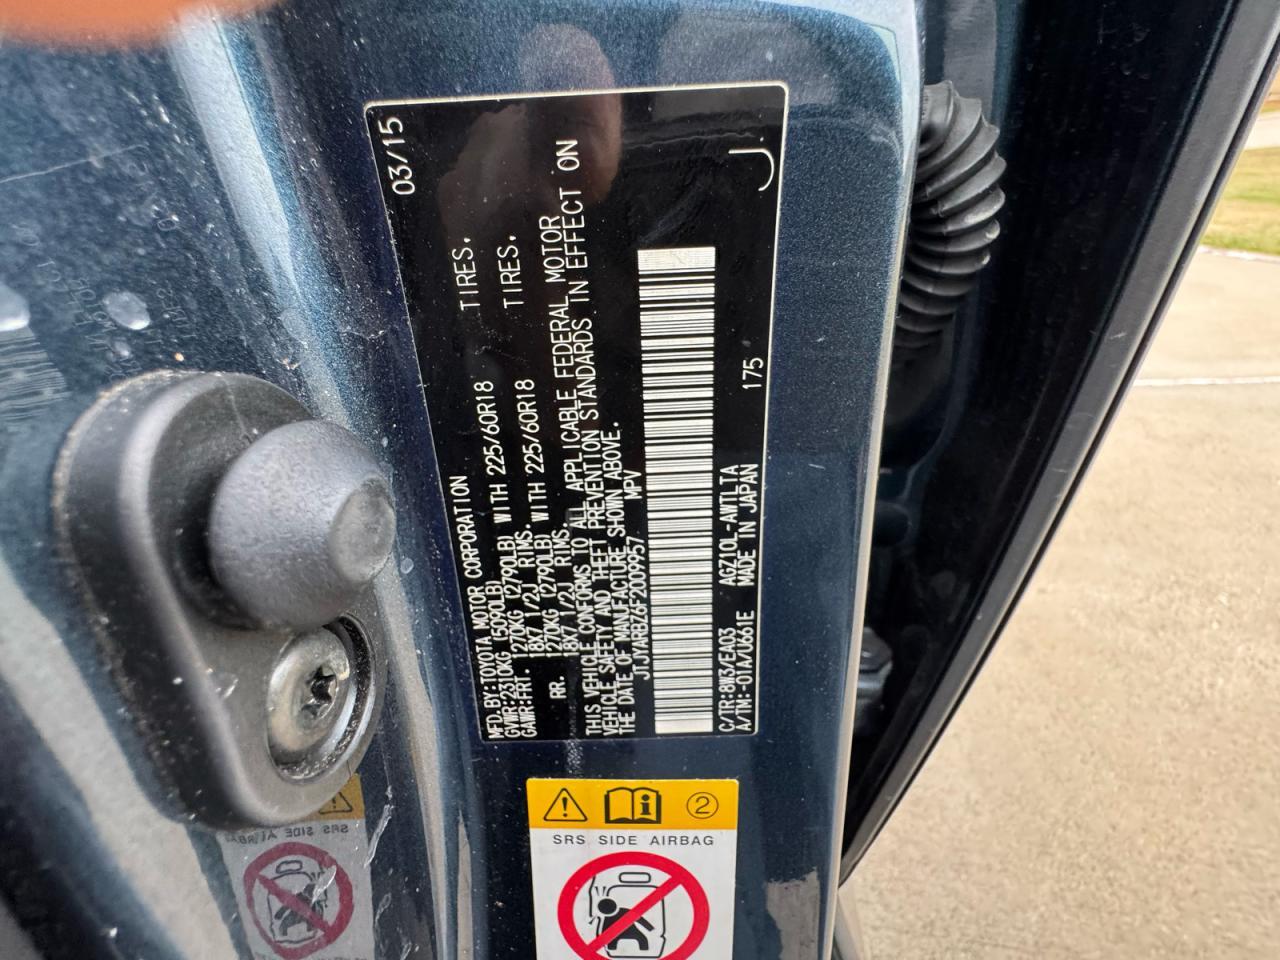 MFD.BY:TOYOTA MOTOR CORPORATION 03/15
GVWR:2310KG (5090LB)
GAWR:FRT. 1270KG (2790LB) WITH 225/60R18 TIRES.
18X7 1/2J RIMS.
RR. 1270KG (2790LB) WITH 225/60R18 TIRES.
18X7 1/2J RIMS.
THIS VEHICLE CONFORMS TO ALL APPLICABLE FEDERAL MOTOR
VEHICLE SAFETY AND THEFT PREVENTION STANDARDS IN EFFECT ON
THE DATE OF MANUFACTURE SHOWN ABOVE.
JTJYARBZ6F2009957 MPV
C/TR:8W3/EA03 AGZ10L-AWTLTA 175
A/TM:-01A/U661E MADE IN JAPAN
J
2
SRS SIDE AIRBAG